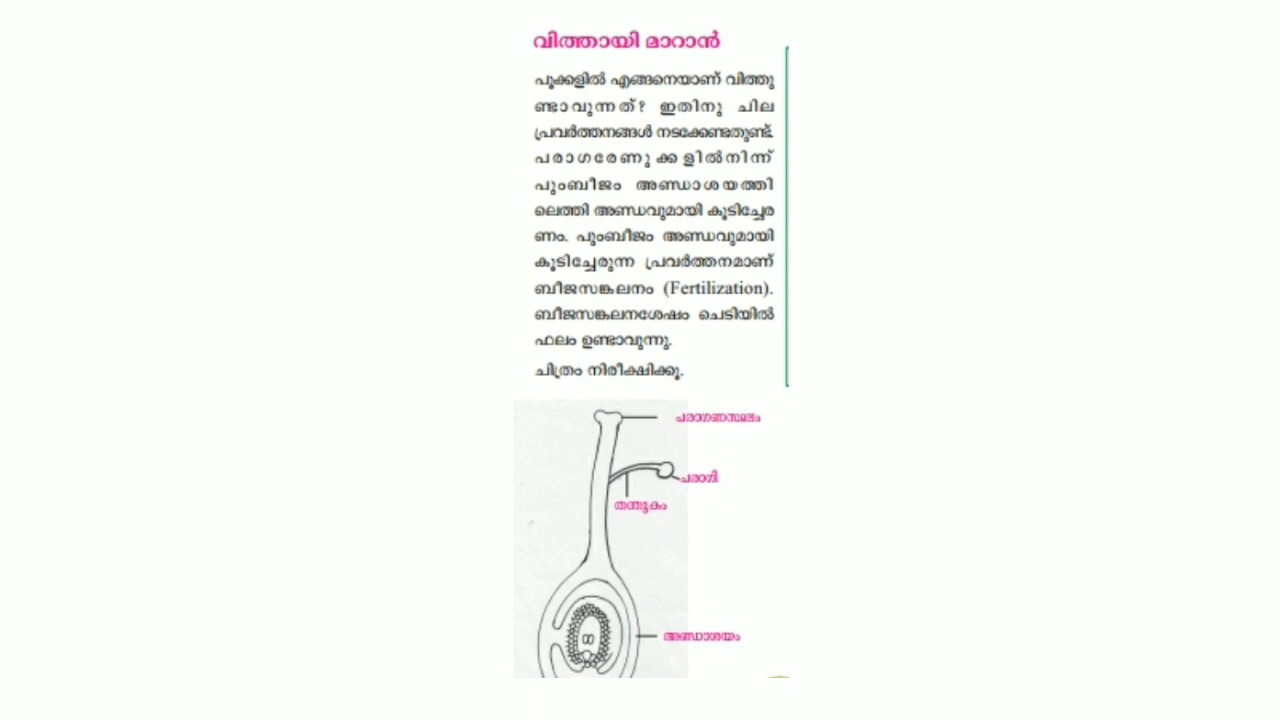 വിത്തായി മാറാൻ
പൂക്കളിൽ എങ്ങനെയാണ് വിത്തു
ണ്ടാവുന്നത്? ഇതിനു ചില
പ്രവർത്തനങ്ങൾ നടക്കേണ്ടതുണ്ട്.
പരാഗരേണുക്കളിൽനിന്ന്
പുംബീജം അണ്ഡാശയത്തി
ലെത്തി അണ്ഡവുമായി കൂടിച്ചേര
ണം. പുംബീജം അണ്ഡവുമായി
കൂടിച്ചേരുന്ന പ്രവർത്തനമാണ്
ബീജസങ്കലനം (Fertilization).
ബീജസങ്കലനശേഷം ചെടിയിൽ
ഫലം ഉണ്ടാവുന്നു.
ചിത്രം നിരീക്ഷിക്കൂ.
പരാഗണസ്ഥലം
പരാഗി
തന്തുകം
അണ്ഡാശയം